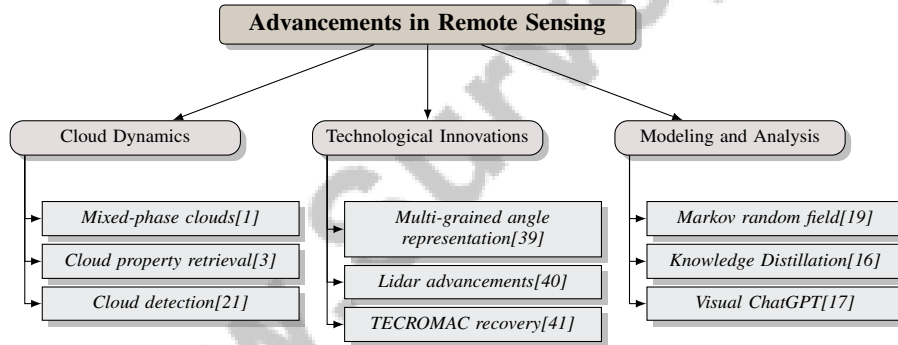 Advancements in Remote Sensing
Cloud Dynamics
Mixed-phase clouds[1]
Cloud property retrieval[3]
Cloud detection[21]
Technological Innovations
Multi-grained angle
representation[39]
Lidar advancements[40]
TECROMAC recovery[41]
Modeling and Analysis
Markov random field[19]
Knowledge Distillation[16]
Visual ChatGPT[17]